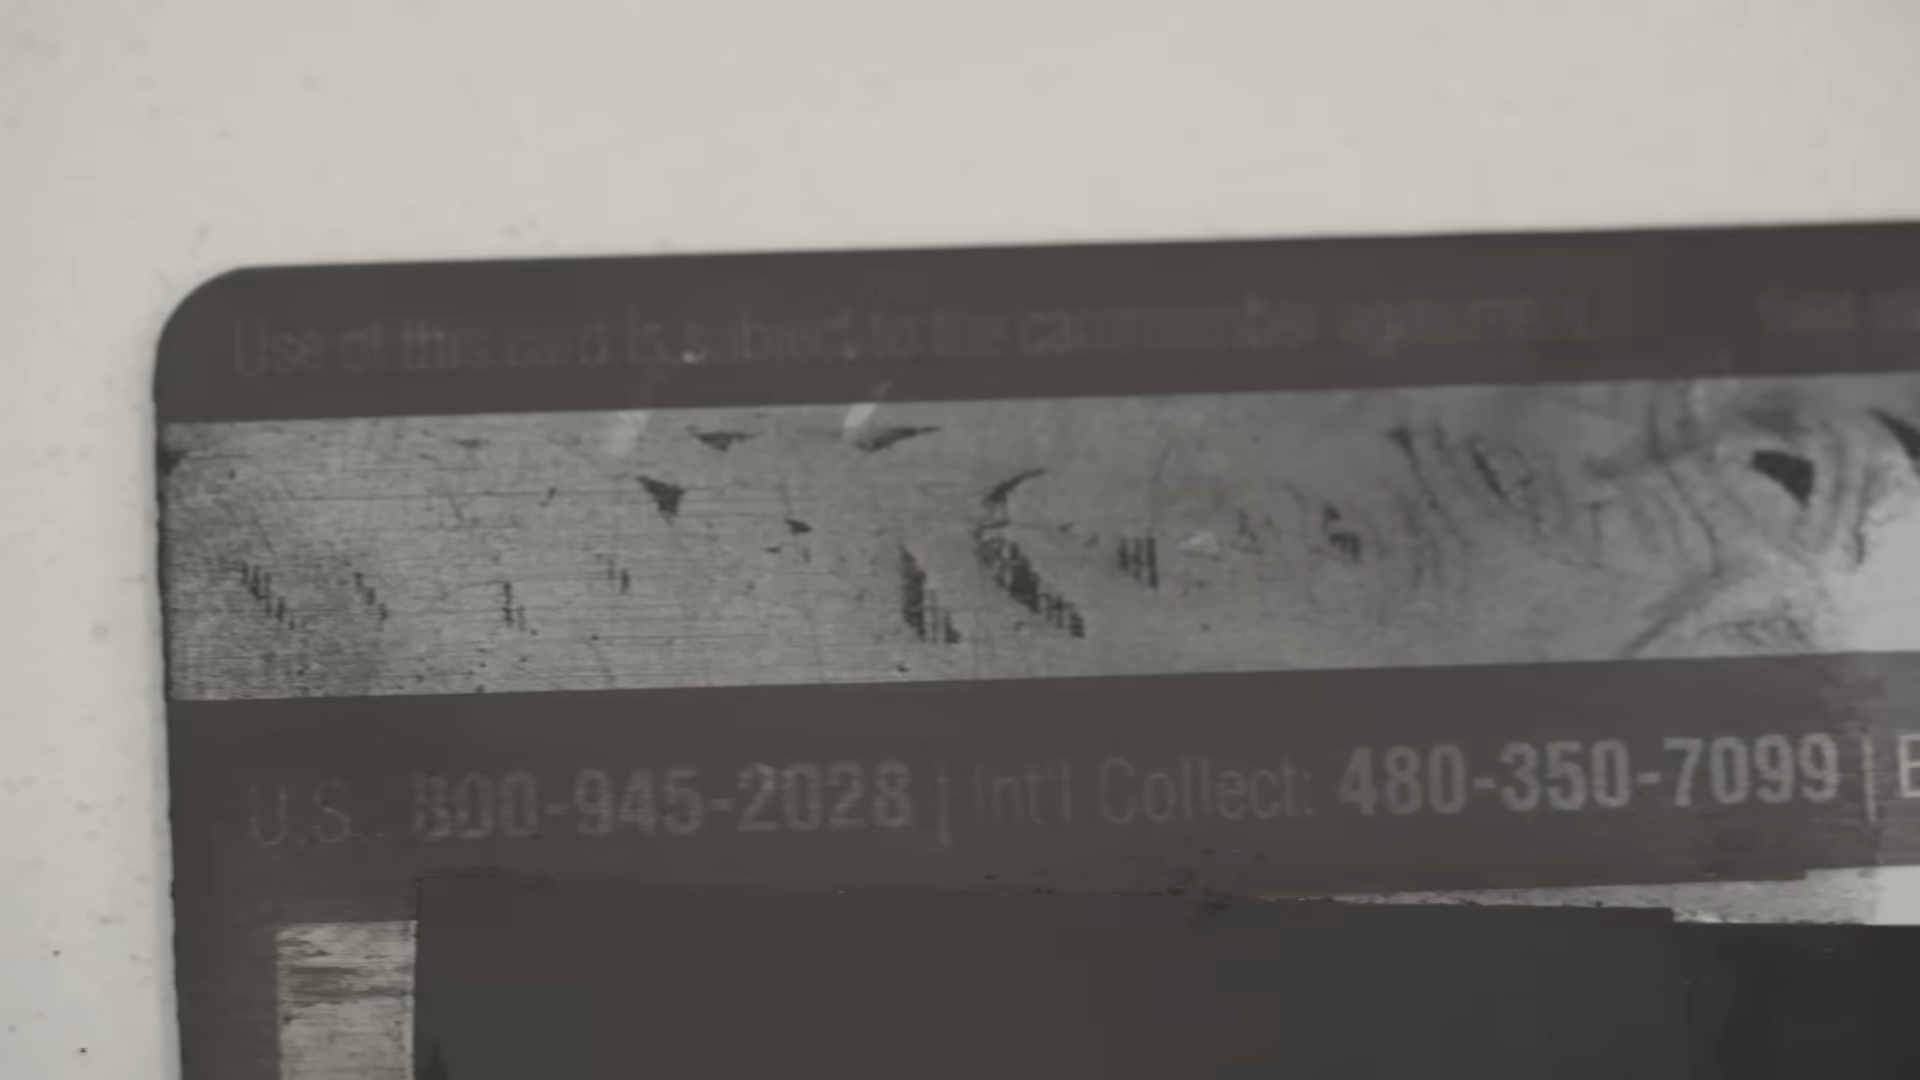 Use of this card is subject to the cardmember agreement.
U.S. 800-945-2028 | Int'l Collect: 480-350-7099 |